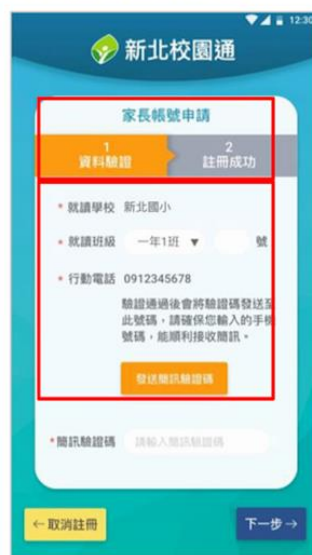 12:30
新北校園通
家長帳號申請
1 2
資料驗證 註冊成功
* 就讀學校 新北國小
* 就讀班級 一年1班 ▼ 號
* 行動電話 0912345678
驗證通過後會將驗證碼發送至
此號碼，請確保您輸入的手機
號碼，能順利接收簡訊。
發送簡訊驗證碼
*簡訊驗證碼 請輸入簡訊驗證碼
←取消註冊 下一步→